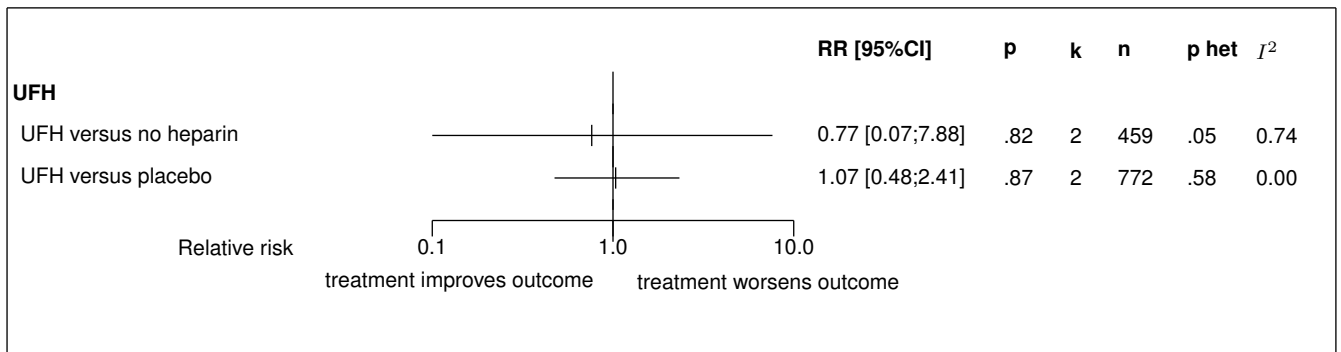 RR [95%CI] p k n p het I²
UFH
UFH versus no heparin 0.77 [0.07;7.88] .82 2 459 .05 0.74
UFH versus placebo 1.07 [0.48;2.41] .87 2 772 .58 0.00
Relative risk 0.1 1.0 10.0
treatment improves outcome treatment worsens outcome